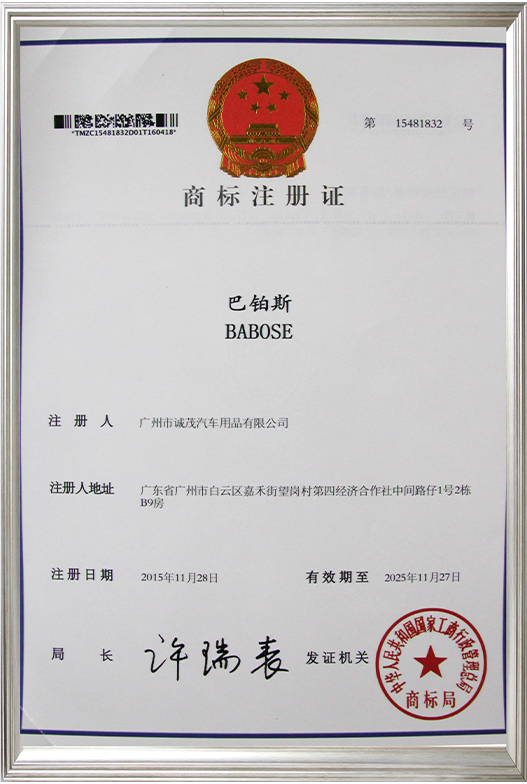 *TMZC15481832D01T160418*
第 15481832 号
商标注册证
巴铂斯
BABOSE
注册人 广州市诚茂汽车用品有限公司
注册人地址 广东省广州市白云区嘉禾街望岗村第四经济合作社中间路仔1号2栋
B9房
注册日期 2015年11月28日 有效期至 2025年11月27日
局长 许瑞表 发证机关
中华人民共和国国家工商行政管理总局
商标局